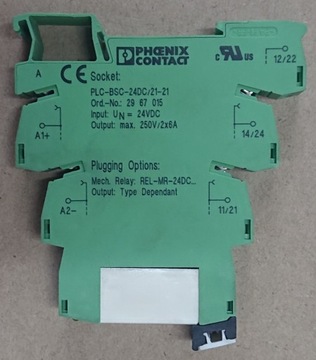 PHŒNIX
CONTACT
c RU us
12/22
A
CE
Socket:
PLC-BSC-24DC/21-21
Ord.-No.: 29 67 015
Input: UN = 24VDC
Output: max. 250V/2x6A
A1+
14/24
Plugging Options:
Mech. Relay: REL-MR-24DC...
Output: Type Dependant
A2-
11/21